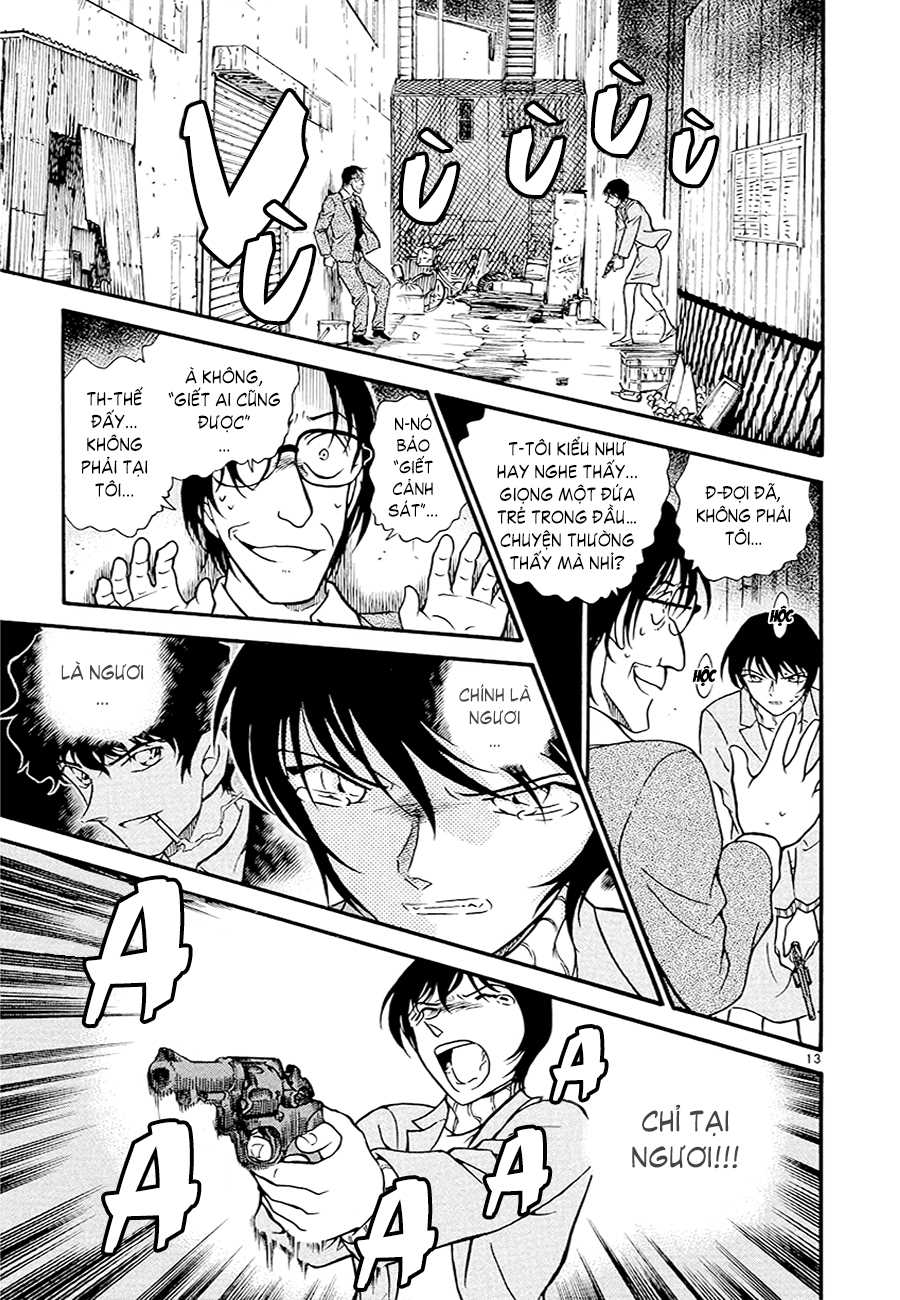 VÙÙÙÙÙ
Đ-ĐỢI ĐÃ,
KHÔNG PHẢI
TÔI...
T-TÔI KIỂU NHƯ
HAY NGHE THẤY...
GIỌNG MỘT ĐỨA
TRẺ TRONG ĐẦU...
CHUYỆN THƯỜNG
THẤY MÀ NHỈ?
HỘC
HỘC
N-NÓ
BẢO
“GIẾT
CẢNH
SÁT”...
À KHÔNG,
“GIẾT AI CŨNG
ĐƯỢC”
...
TH-THẾ
ĐẤY...
KHÔNG
PHẢI TẠI
TÔI...
CHÍNH LÀ
NGƯƠI
...
LÀ NGƯƠI
...
CHỈ TẠI
NGƯƠI!!!
A
A
A
A
A
A
13